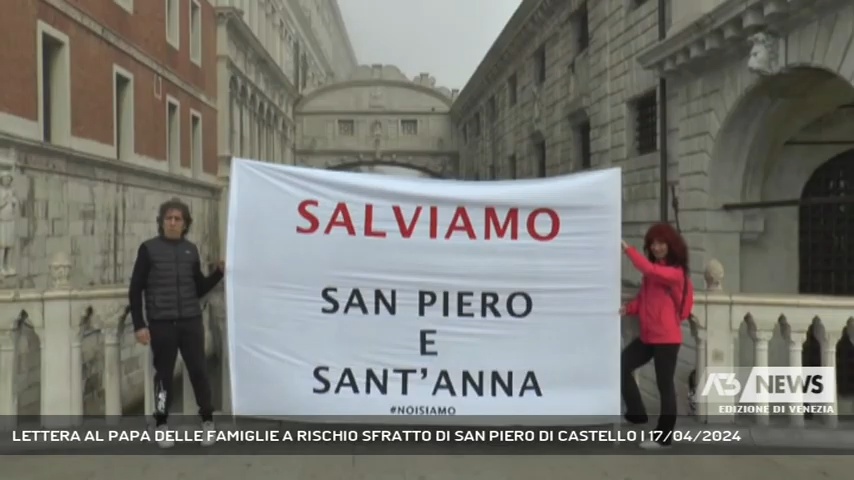 SALVIAMO
SAN PIERO
E
SANT'ANNA
#NOISIAMO
A3 NEWS
EDIZIONE DI VENEZIA
LETTERA AL PAPA DELLE FAMIGLIE A RISCHIO SFRATTO DI SAN PIERO DI CASTELLO | 17/04/2024